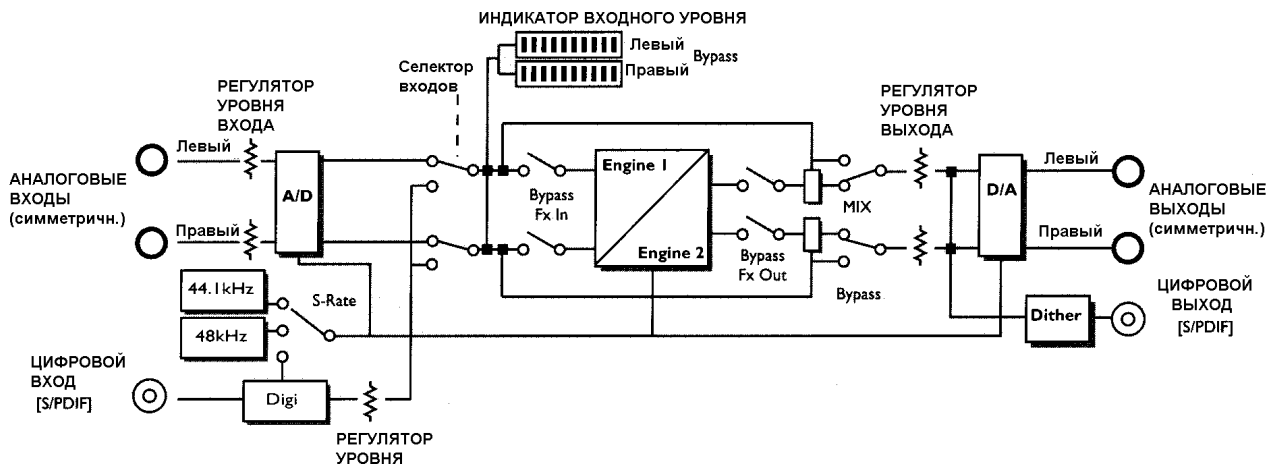 ИНДИКАТОР ВХОДНОГО УРОВНЯ
Левый
Правый
Bypass
Селектор
входов
РЕГУЛЯТОР
УРОВНЯ
ВХОДА
РЕГУЛЯТОР
УРОВНЯ
ВЫХОДА
АНАЛОГОВЫЕ
ВХОДЫ
(симметричн.)
Левый
Правый
A/D
Bypass
Fx In
Engine 1
Engine 2
Bypass
Fx Out
MIX
Bypass
D/A
Левый
Правый
АНАЛОГОВЫЕ
ВЫХОДЫ
(симметричн.)
44.1kHz
48kHz
S-Rate
ЦИФРОВОЙ
ВХОД
[S/PDIF]
Digi
РЕГУЛЯТОР
УРОВНЯ
Dither
ЦИФРОВОЙ
ВЫХОД
[S/PDIF]